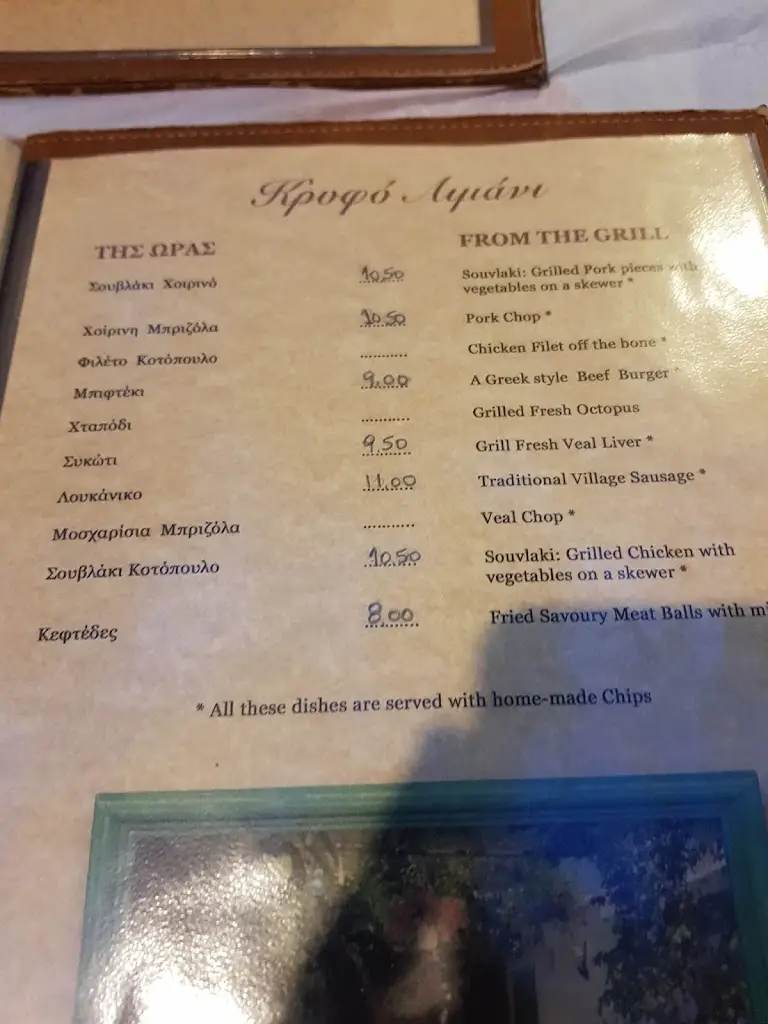 Κρυφό Λιμάνι
ΤΗΣ ΩΡΑΣ
FROM THE GRILL
Σουβλάκι Χοιρινό 10.50 Souvlaki: Grilled Pork pieces with
vegetables on a skewer *
Χοίρινη Μπριζόλα 10.50 Pork Chop *
Φιλέτο Κοτόπουλο .......... Chicken Filet off the bone *
Μπιφτέκι 9.00 A Greek style Beef Burger *
Χταπόδι .......... Grilled Fresh Octopus
Συκώτι 9.50 Grill Fresh Veal Liver *
Λουκάνικο 11.00 Traditional Village Sausage *
Μοσχαρίσια Μπριζόλα .......... Veal Chop *
Σουβλάκι Κοτόπουλο 10.50 Souvlaki: Grilled Chicken with
vegetables on a skewer *
Κεφτέδες 8.00 Fried Savoury Meat Balls with
* All these dishes are served with home-made Chips